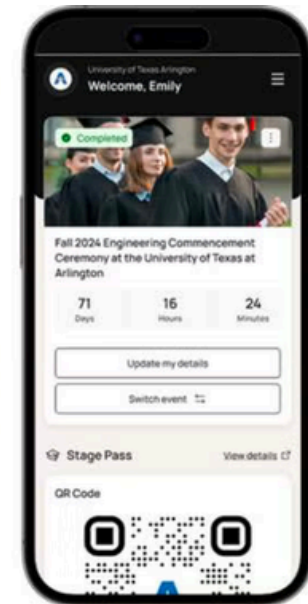 University of Texas Arlington
Welcome, Emily
Completed
Fall 2024 Engineering Commencement
Ceremony at the University of Texas at
Arlington
71 16 24
Days Hours Minutes
Update my details
Switch event
Stage Pass View details
QR Code